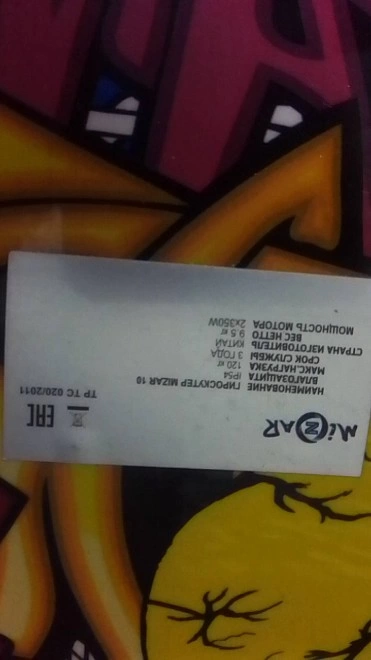 MiZAR
НАИМЕНОВАНИЕ ГИРОСКУТЕР MIZAR 10
ВЛАГОЗАЩИТА IP54
МАКС.НАГРУЗКА 120 кг
СРОК СЛУЖБЫ 3 ГОДА
СТРАНА ИЗГОТОВИТЕЛЬ КИТАЙ
ВЕС НЕТТО 9.5 кг
МОЩНОСТЬ МОТОРА 2x350W
EAC
ТР ТС 020/2011